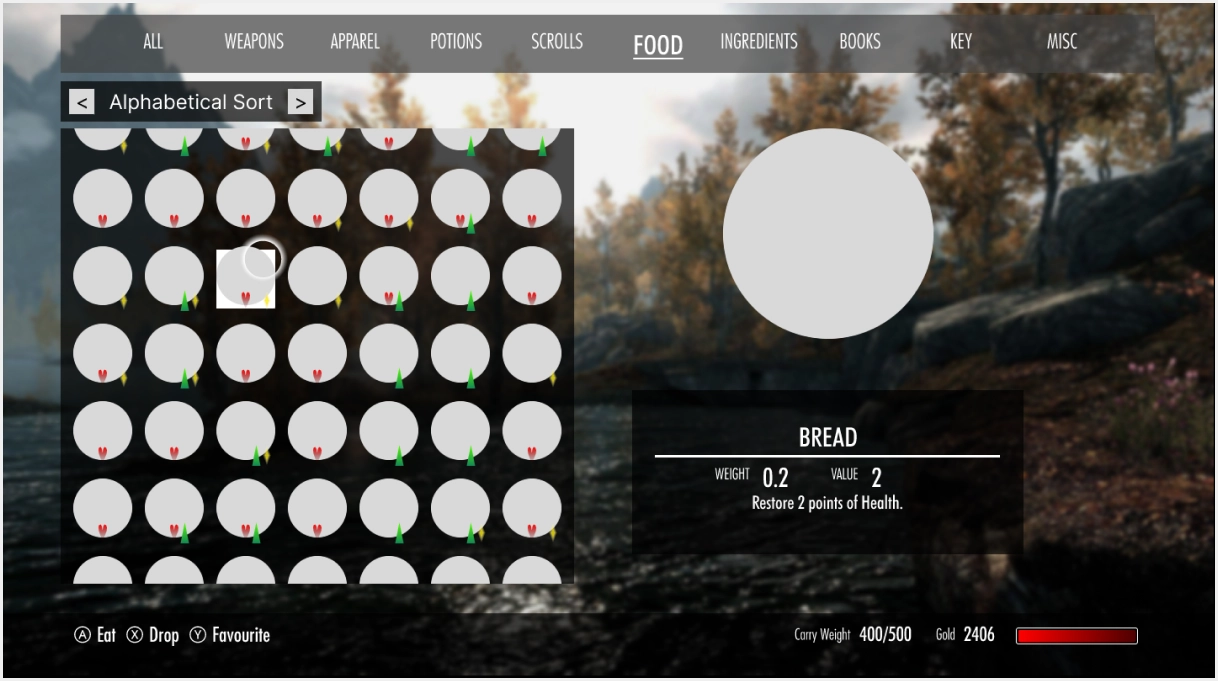 ALL WEAPONS APPAREL POTIONS SCROLLS FOOD INGREDIENTS BOOKS KEY MISC
< Alphabetical Sort >
BREAD
WEIGHT 0.2 VALUE 2
Restore 2 points of Health.
A Eat X Drop Y Favourite Carry Weight 400/500 Gold 2406